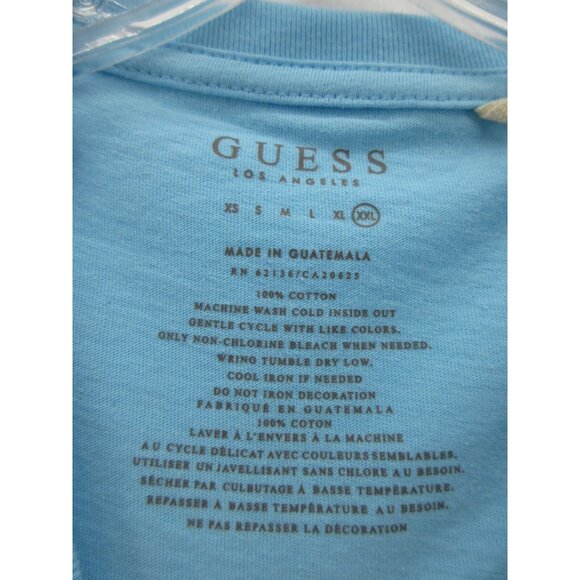 GUESS
LOS ANGELES
XS S M L XL XXL
MADE IN GUATEMALA
RN 62136/CA20625
100% COTTON
MACHINE WASH COLD INSIDE OUT
GENTLE CYCLE WITH LIKE COLORS.
ONLY NON-CHLORINE BLEACH WHEN NEEDED.
WRING TUMBLE DRY LOW.
COOL IRON IF NEEDED
DO NOT IRON DECORATION
FABRIQUÉ EN GUATEMALA
100% COTON
LAVER À L'ENVERS À LA MACHINE
AU CYCLE DÉLICAT AVEC COULEURS SEMBLABLES.
UTILISER UN JAVELLISANT SANS CHLORE AU BESOIN.
SÉCHER PAR CULBUTAGE À BASSE TEMPÉRATURE.
REPASSER À BASSE TEMPÉRATURE AU BESOIN.
NE PAS REPASSER LA DÉCORATION